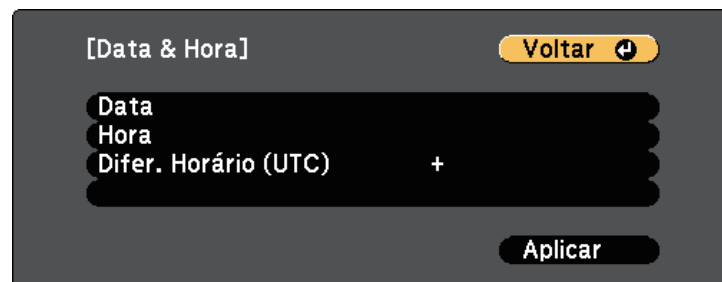 [Data & Hora]
Voltar
Data
Hora
Difer. Horário (UTC) +
Aplicar